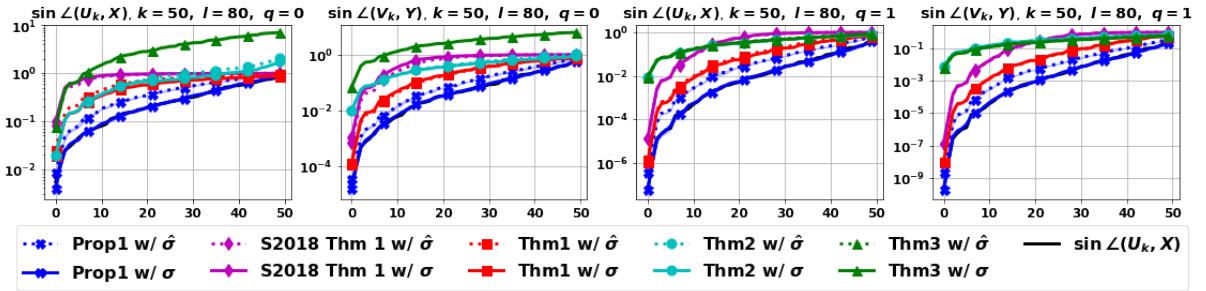 sin ∠(U_k, X), k = 50, l = 80, q = 0
10^1
10^0
10^-1
10^-2
0 10 20 30 40 50
sin ∠(V_k, Y), k = 50, l = 80, q = 0
10^0
10^-2
10^-4
0 10 20 30 40 50
sin ∠(U_k, X), k = 50, l = 80, q = 1
10^0
10^-2
10^-4
10^-6
0 10 20 30 40 50
sin ∠(V_k, Y), k = 50, l = 80, q = 1
10^-1
10^-3
10^-5
10^-7
10^-9
0 10 20 30 40 50
Prop1 w/ σ̂ S2018 Thm 1 w/ σ̂ Thm1 w/ σ̂ Thm2 w/ σ̂ Thm3 w/ σ̂ sin ∠(U_k, X)
Prop1 w/ σ S2018 Thm 1 w/ σ Thm1 w/ σ Thm2 w/ σ Thm3 w/ σ